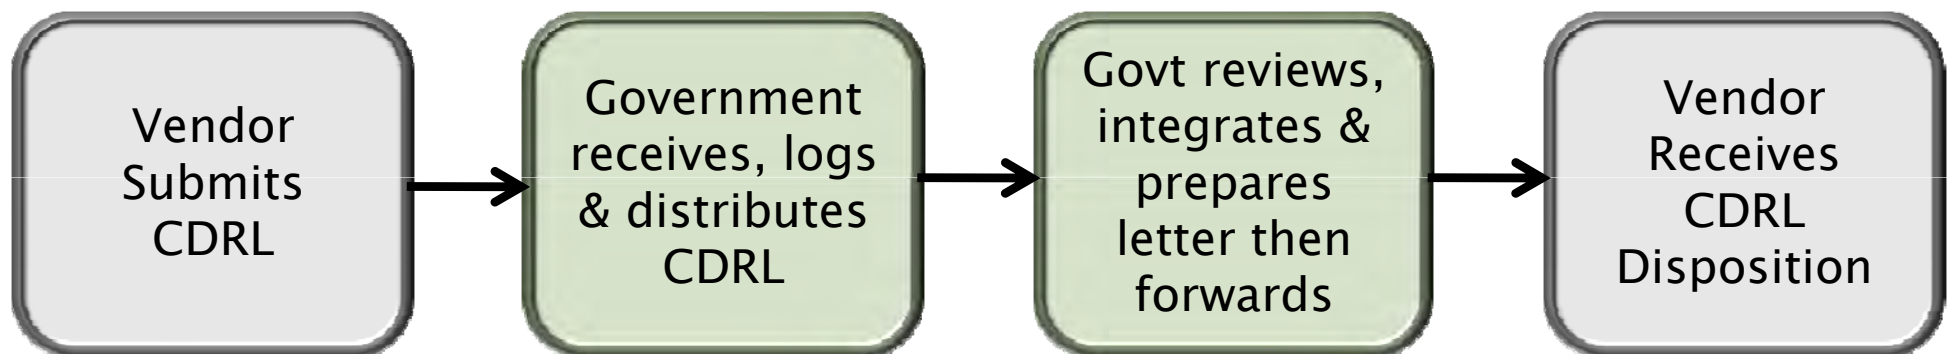 Vendor
Submits
CDRL
Government
receives, logs
& distributes
CDRL
Govt reviews,
integrates &
prepares
letter then
forwards
Vendor
Receives
CDRL
Disposition